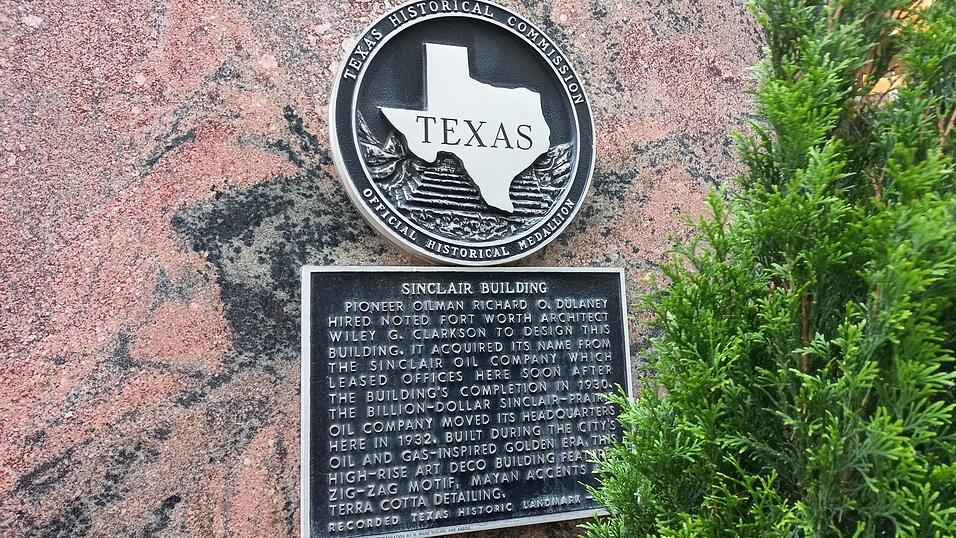 TEXAS HISTORICAL COMMISSION
TEXAS
OFFICIAL HISTORICAL MEDALLION
SINCLAIR BUILDING
PIONEER OILMAN RICHARD O. DULANEY
HIRED NOTED FORT WORTH ARCHITECT
WILEY G. CLARKSON TO DESIGN THIS
BUILDING. IT ACQUIRED ITS NAME FROM
THE SINCLAIR OIL COMPANY WHICH
LEASED OFFICES HERE SOON AFTER
THE BUILDING'S COMPLETION IN 1930.
THE BILLION-DOLLAR SINCLAIR-PRAIRIE
OIL COMPANY MOVED ITS HEADQUARTERS
HERE IN 1932. BUILT DURING THE CITY'S
OIL AND GAS-INSPIRED GOLDEN ERA, THIS
HIGH-RISE ART DECO BUILDING
ZIG-ZAG MOTIF, MAYAN ACCENTS
TERRA COTTA DETAILING.
RECORDED TEXAS HISTORIC LANDMARK